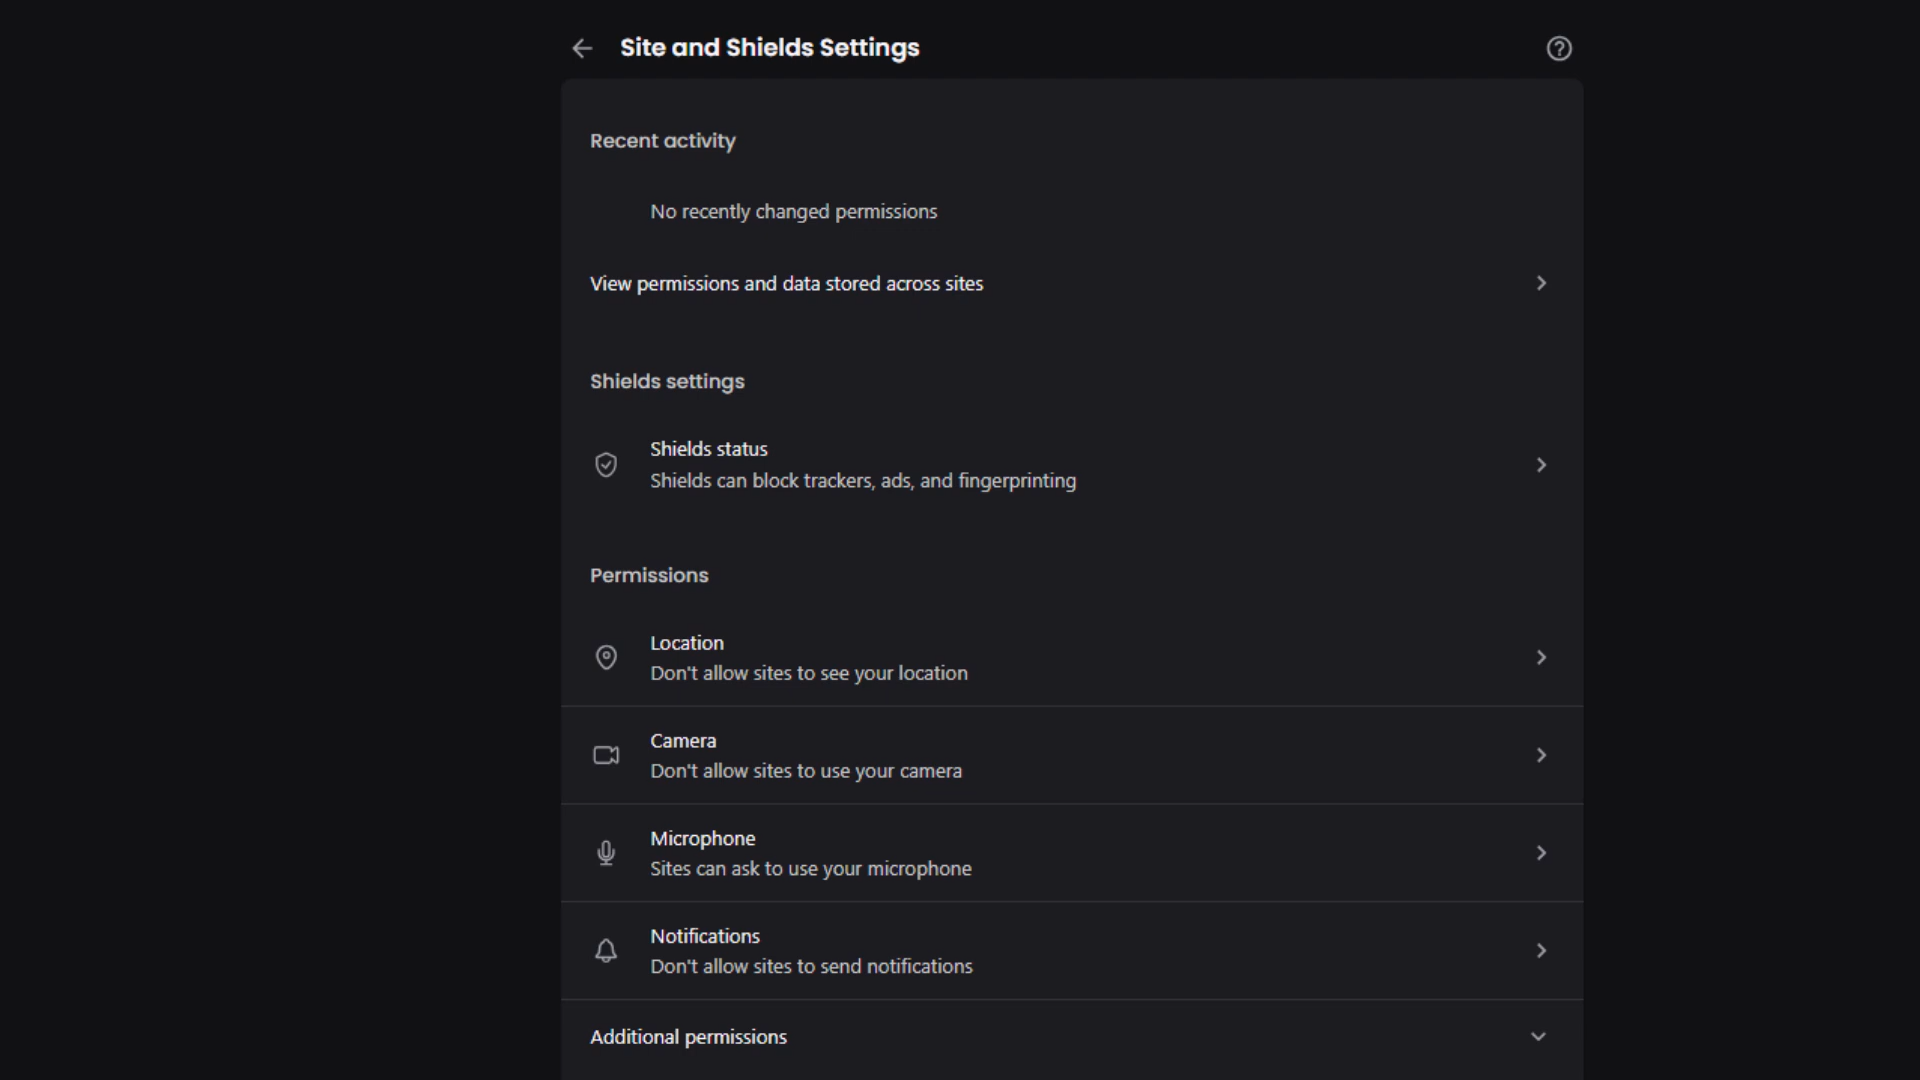 Site and Shields Settings
Recent activity
No recently changed permissions
View permissions and data stored across sites
Shields settings
Shields status
Shields can block trackers, ads, and fingerprinting
Permissions
Location
Don't allow sites to see your location
Camera
Don't allow sites to use your camera
Microphone
Sites can ask to use your microphone
Notifications
Don't allow sites to send notifications
Additional permissions